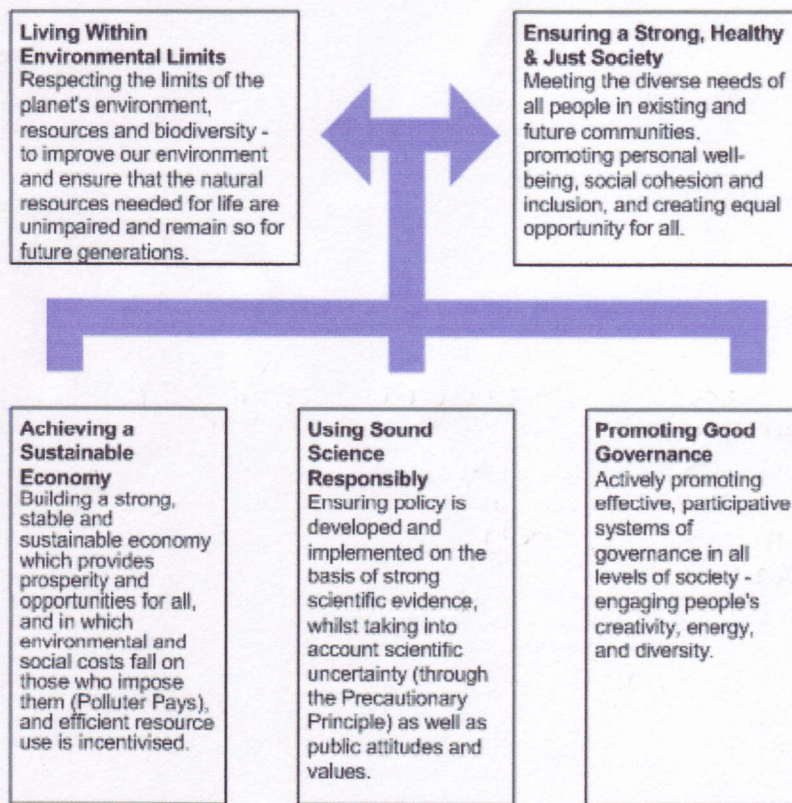 Living Within
Environmental Limits
Respecting the limits of the
planet's environment,
resources and biodiversity -
to improve our environment
and ensure that the natural
resources needed for life are
unimpaired and remain so for
future generations.
Ensuring a Strong, Healthy
& Just Society
Meeting the diverse needs of
all people in existing and
future communities.
promoting personal well-
being, social cohesion and
inclusion, and creating equal
opportunity for all.
Achieving a
Sustainable
Economy
Building a strong,
stable and
sustainable economy
which provides
prosperity and
opportunities for all,
and in which
environmental and
social costs fall on
those who impose
them (Polluter Pays),
and efficient resource
use is incentivised.
Using Sound
Science
Responsibly
Ensuring policy is
developed and
implemented on the
basis of strong
scientific evidence,
whilst taking into
account scientific
uncertainty (through
the Precautionary
Principle) as well as
public attitudes and
values.
Promoting Good
Governance
Actively promoting
effective, participative
systems of
governance in all
levels of society -
engaging people's
creativity, energy,
and diversity.